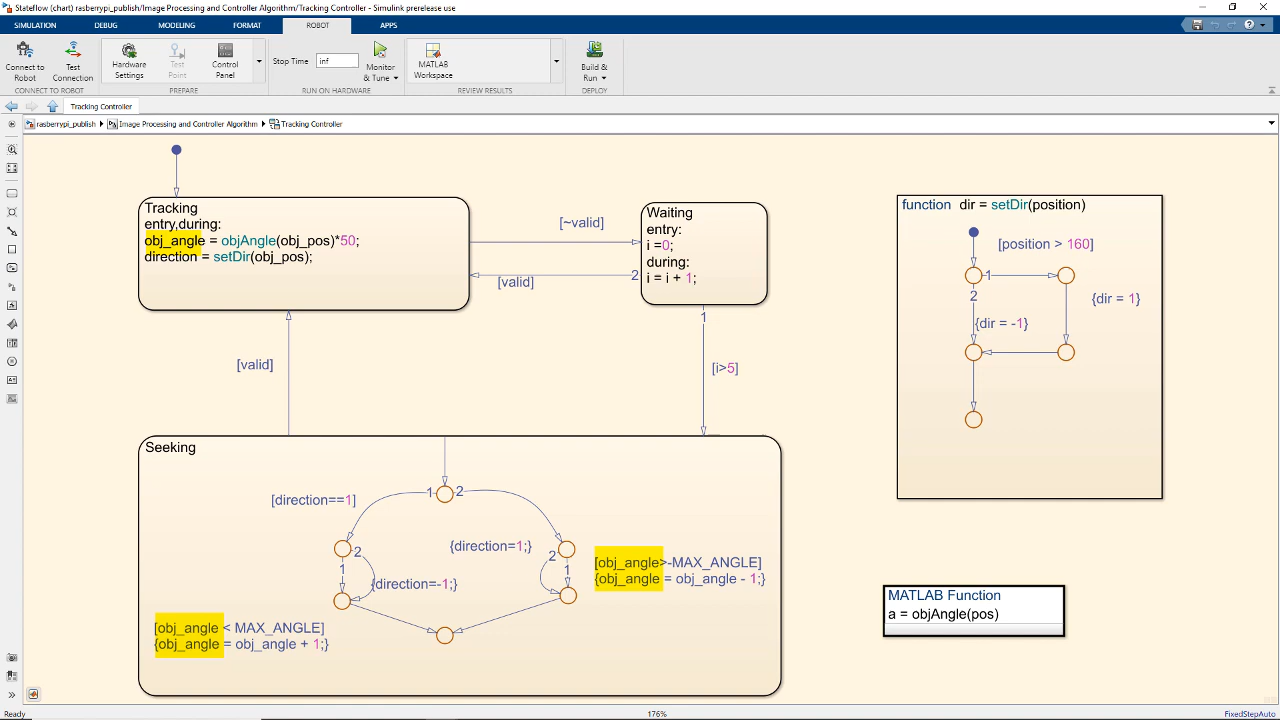 Stateflow (chart) rasberrypi_publish/Image Processing and Controller Algorithm/Tracking Controller - Simulink prerelease use
SIMULATION DEBUG MODELING FORMAT ROBOT APPS
Connect to Robot
Test Connection
CONNECT TO ROBOT
Hardware Settings
Test Point
Control Panel
PREPARE
Stop Time inf
Monitor & Tune
RUN ON HARDWARE
MATLAB Workspace
REVIEW RESULTS
Build & Run
DEPLOY
Tracking Controller
rasberrypi_publish Image Processing and Controller Algorithm Tracking Controller
Tracking
entry,during:
obj_angle = objAngle(obj_pos)*50;
direction = setDir(obj_pos);
[~valid]
[valid]
2
Waiting
entry:
i =0;
during:
i = i + 1;
1
[i>5]
[valid]
Seeking
1 2
[direction==1]
2
1
{direction=-1;}
[obj_angle < MAX_ANGLE]
{obj_angle = obj_angle + 1;}
{direction=1;}
2
1
[obj_angle>-MAX_ANGLE]
{obj_angle = obj_angle - 1;}
function dir = setDir(position)
[position > 160]
1
2
{dir = 1}
{dir = -1}
MATLAB Function
a = objAngle(pos)
Ready
176%
FixedStepAuto